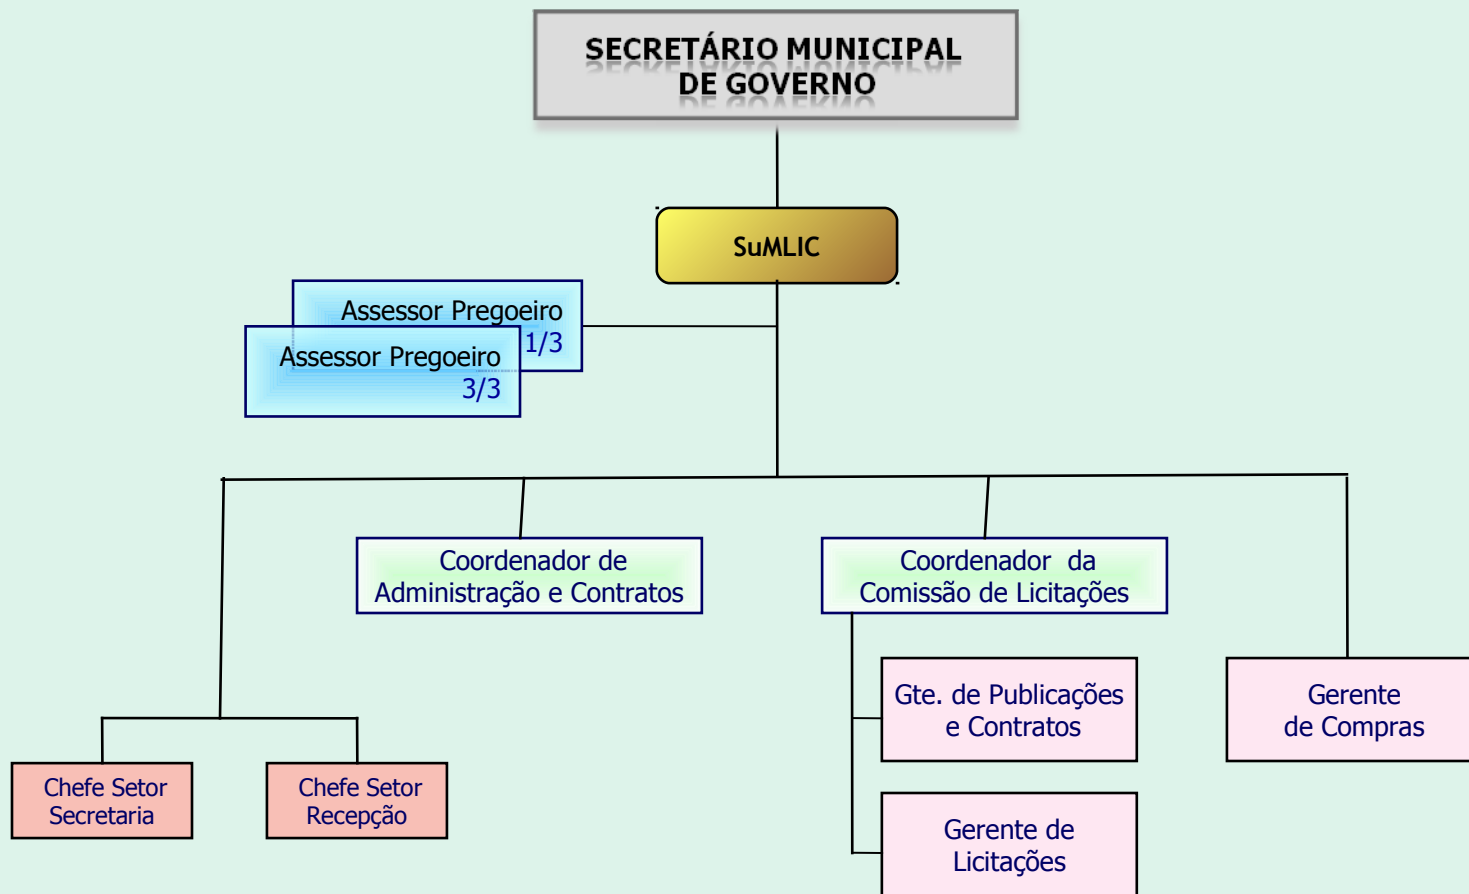 SECRETÁRIO MUNICIPAL
DE GOVERNO
SuMLIC
Assessor Pregoeiro
1/3
Assessor Pregoeiro
3/3
Coordenador de
Administração e Contratos
Coordenador da
Comissão de Licitações
Gte. de Publicações
e Contratos
Gerente
de Compras
Chefe Setor
Secretaria
Chefe Setor
Recepção
Gerente de
Licitações